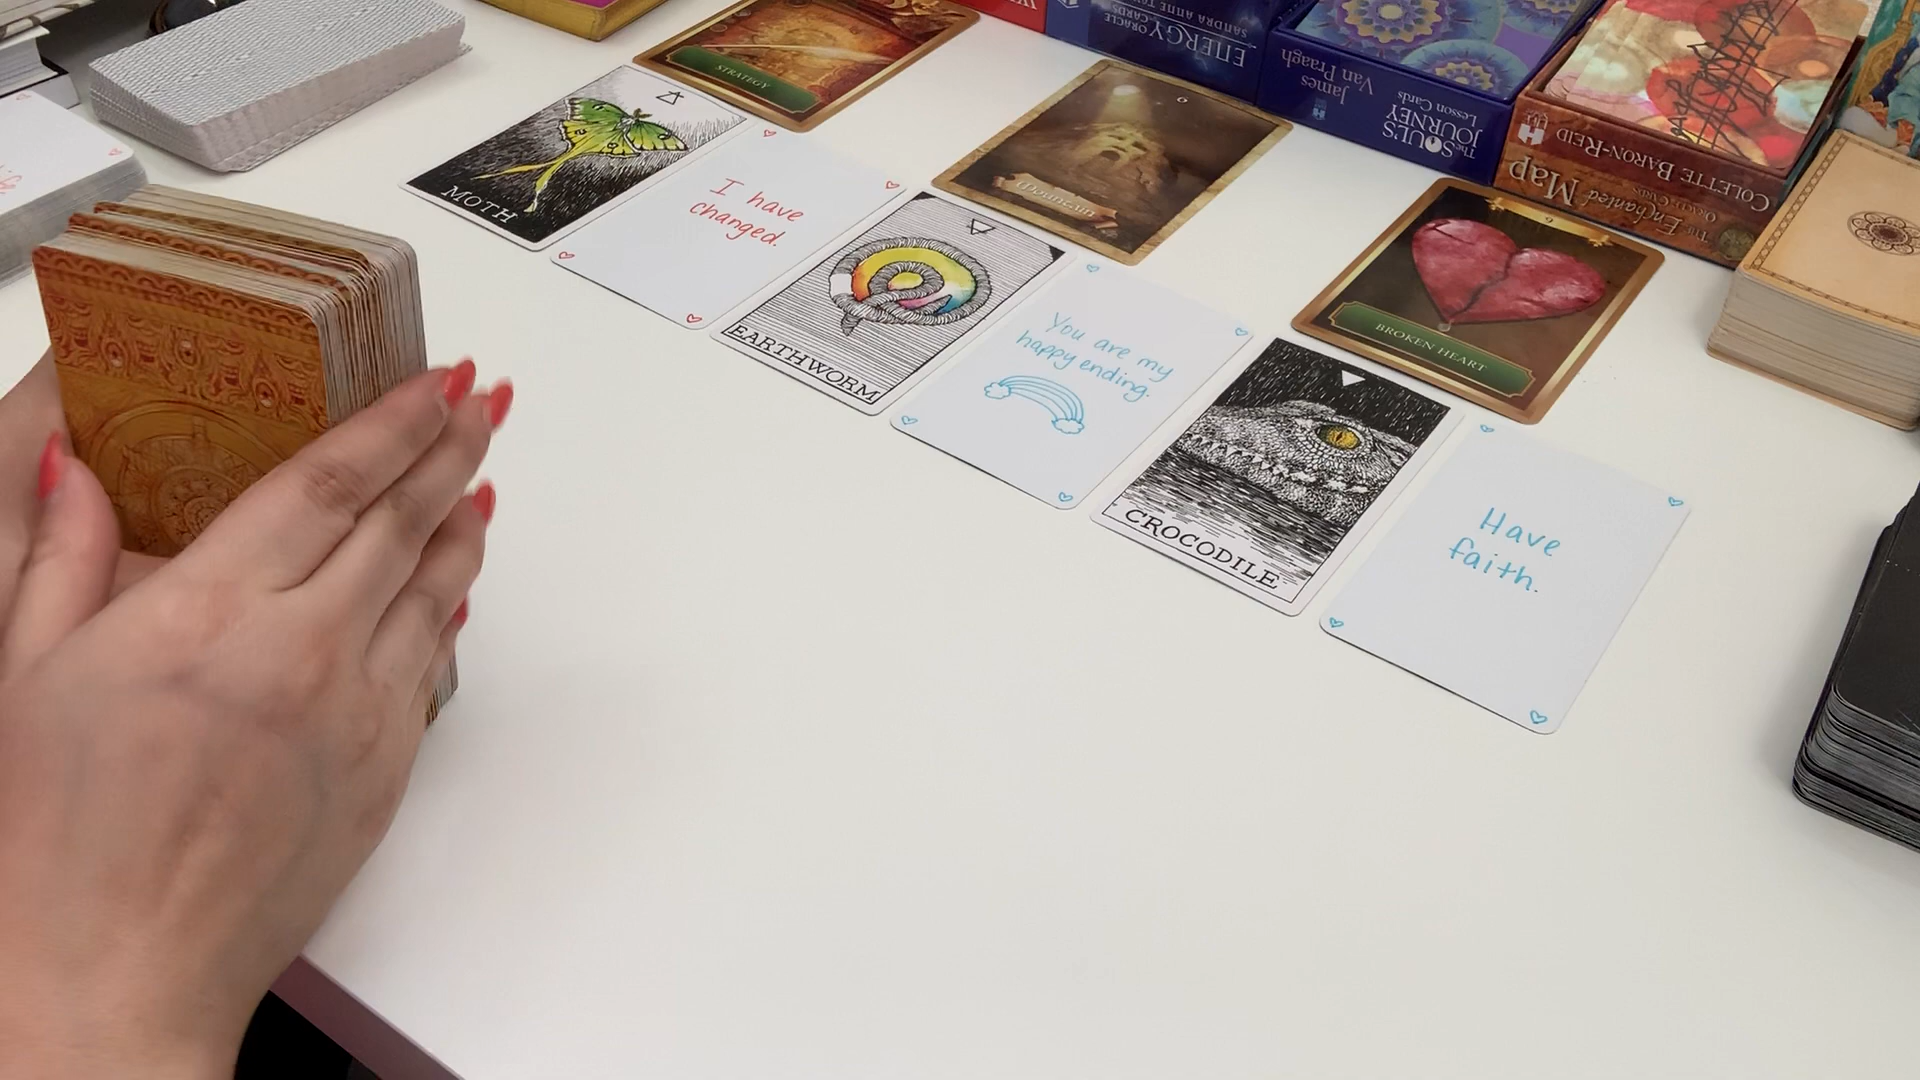 STRATEGY
MOTH
I have
changed.
EARTHWORM
You are my
happy ending.
CROCODILE
Have
faith.
6
BROKEN HEART
ENERGY
ORACLE
CARDS
SANDRA ANNE
The
SOUL'S
JOURNEY
Lesson Cards
James
Van Praagh
The Enchanted Map
ORACLE CARDS
COLETTE BARON-REID